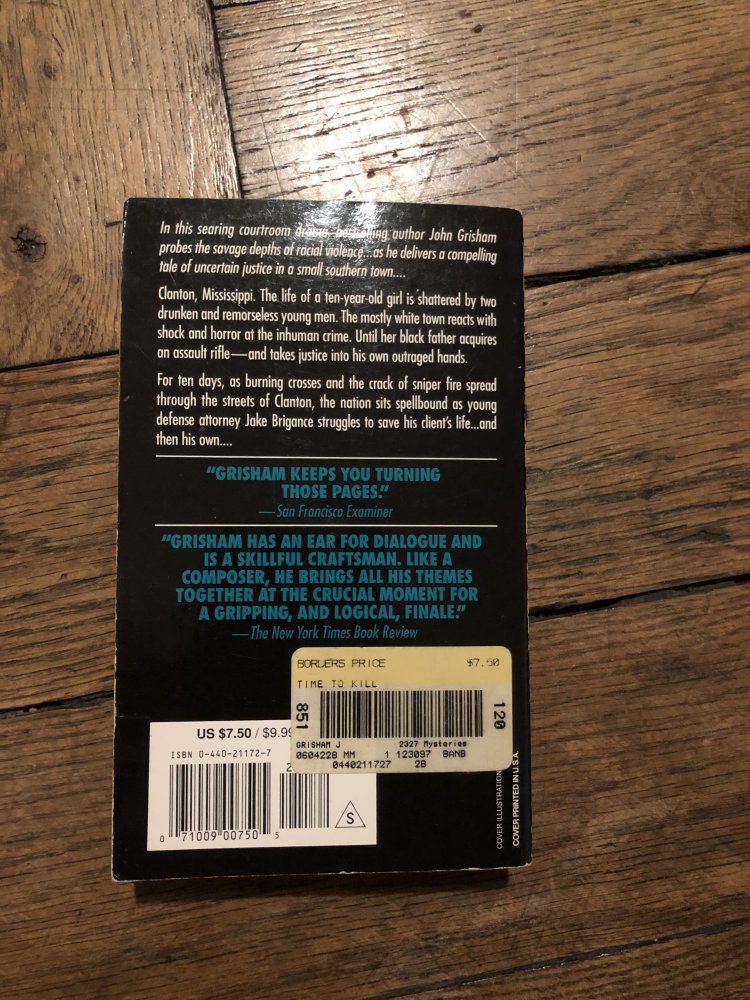 In this searing courtroom drama, bestselling author John Grisham
probes the savage depths of racial violence...as he delivers a compelling
tale of uncertain justice in a small southern town....
Clanton, Mississippi. The life of a ten-year-old girl is shattered by two
drunken and remorseless young men. The mostly white town reacts with
shock and horror at the inhuman crime. Until her black father acquires
an assault rifle—and takes justice into his own outraged hands.
For ten days, as burning crosses and the crack of sniper fire spread
through the streets of Clanton, the nation sits spellbound as young
defense attorney Jake Brigance struggles to save his client's life...and
then his own....
"GRISHAM KEEPS YOU TURNING
THOSE PAGES."
—San Francisco Examiner
"GRISHAM HAS AN EAR FOR DIALOGUE AND
IS A SKILLFUL CRAFTSMAN. LIKE A
COMPOSER, HE BRINGS ALL HIS THEMES
TOGETHER AT THE CRUCIAL MOMENT FOR
A GRIPPING, AND LOGICAL, FINALE."
—The New York Times Book Review
BORDERS PRICE $7.50
TIME TO KILL
851 120
GRISHAM J 2327 Mysteries
0604228 MM 1 123097 BANB
0440211727 2B
US $7.50 / $9.99
ISBN 0-440-21172-7
0 71009 00750 5
S
COVER ILLUSTRATION
COVER PRINTED IN U.S.A.